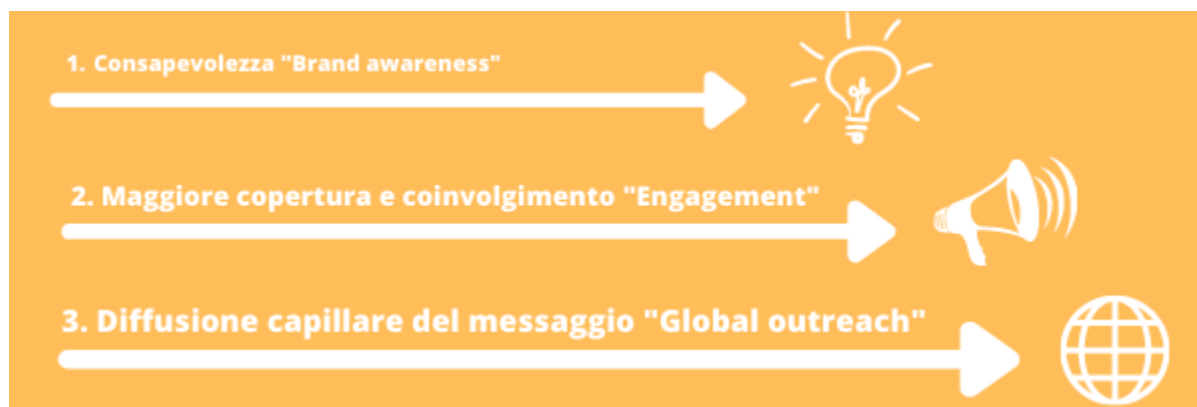 1. Consapevolezza "Brand awareness"
2. Maggiore copertura e coinvolgimento "Engagement"
3. Diffusione capillare del messaggio "Global outreach"